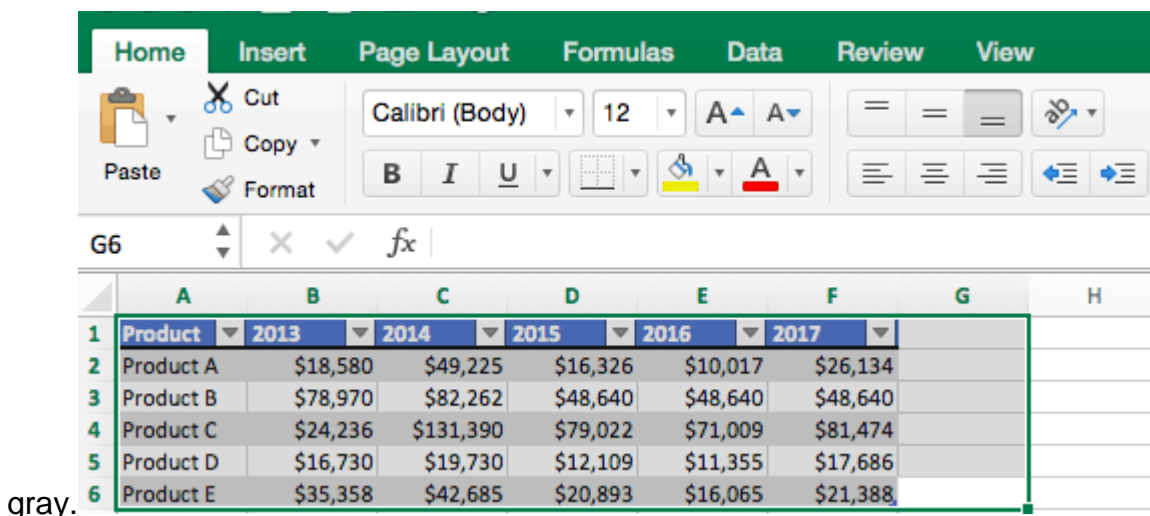 Home Insert Page Layout Formulas Data Review View
Cut
Calibri (Body) 12 A A
Copy
Paste
B I U A
Format
G6 fx
A B C D E F G H
1 Product 2013 2014 2015 2016 2017
2 Product A $18,580 $49,225 $16,326 $10,017 $26,134
3 Product B $78,970 $82,262 $48,640 $48,640 $48,640
4 Product C $24,236 $131,390 $79,022 $71,009 $81,474
5 Product D $16,730 $19,730 $12,109 $11,355 $17,686
6 Product E $35,358 $42,685 $20,893 $16,065 $21,388
gray.